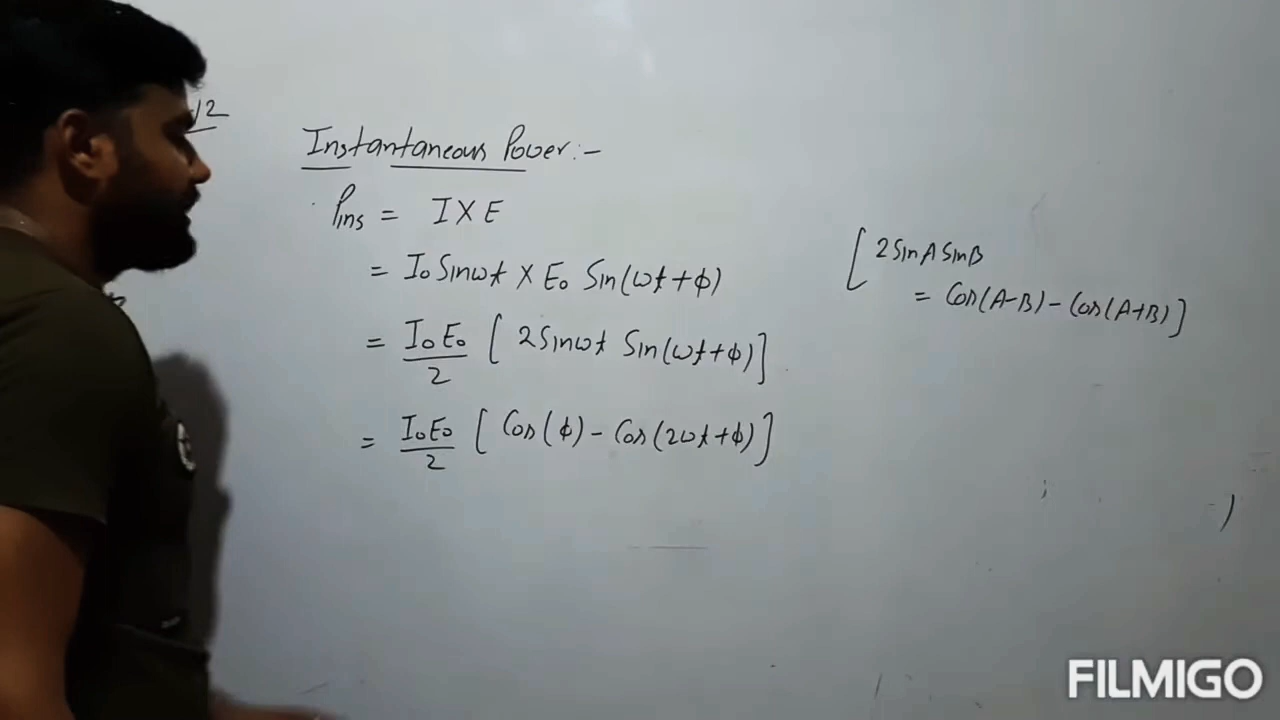 12
Instantaneous Power:-
Pins = I X E
= I₀ Sinωt X E₀ Sin(ωt+ϕ)
= I₀E₀/2 [ 2Sinωt Sin(ωt+ϕ)]
= I₀E₀/2 [ Cos(ϕ) - Cos(2ωt+ϕ)]
[ 2SinA SinB
= Cos(A-B) - Cos(A+B)]
FILMIGO